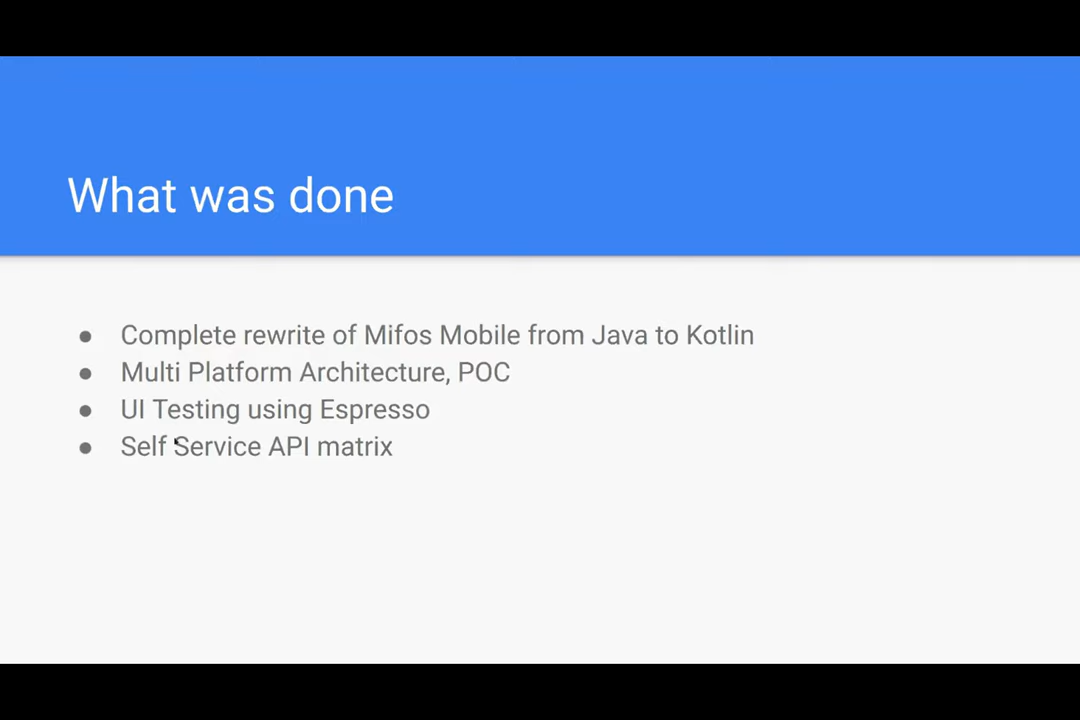 What was done
● Complete rewrite of Mifos Mobile from Java to Kotlin
● Multi Platform Architecture, POC
● UI Testing using Espresso
● Self Service API matrix